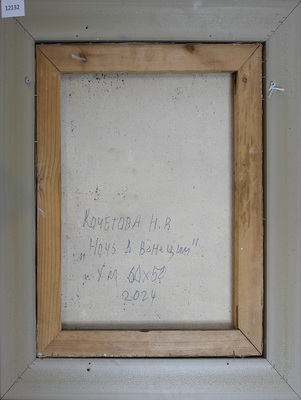 12132
Кочетова Н.В
„Ночь в Венеции"
х м 60х50
2024